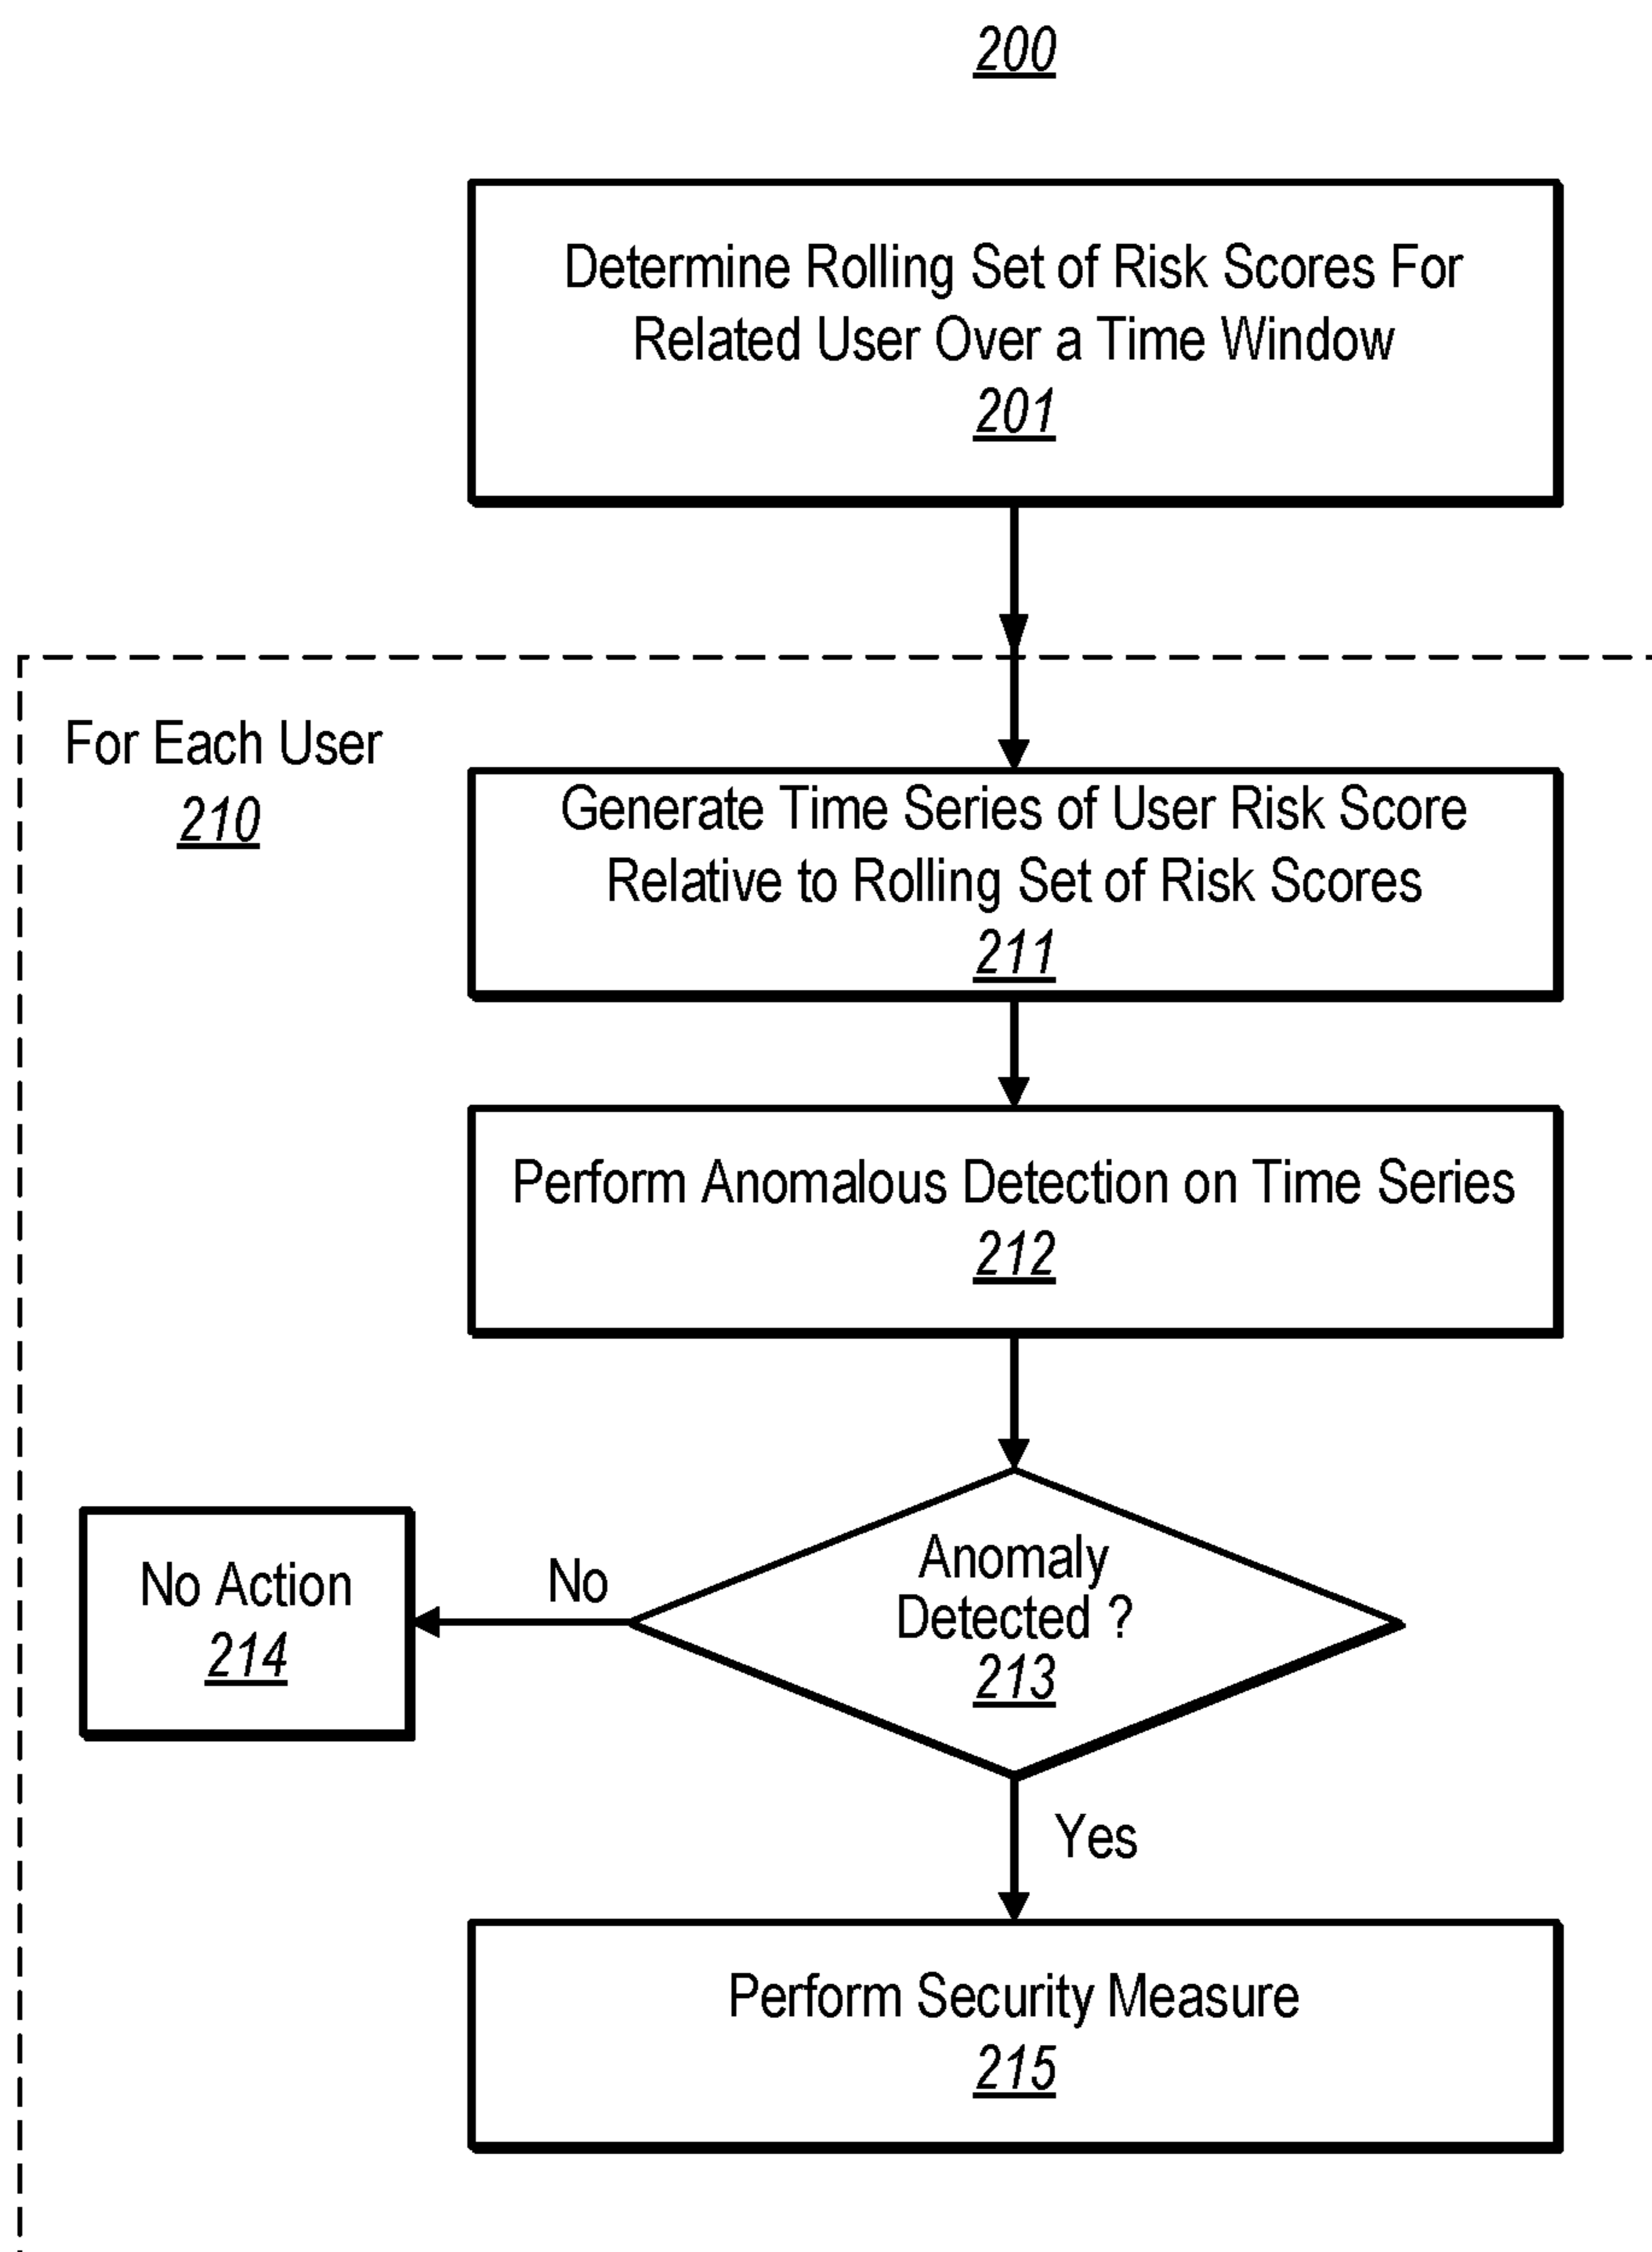 200
Determine Rolling Set of Risk Scores For
Related User Over a Time Window
201
For Each User
210
Generate Time Series of User Risk Score
Relative to Rolling Set of Risk Scores
211
Perform Anomalous Detection on Time Series
212
Anomaly
Detected ?
213
No
No Action
214
Yes
Perform Security Measure
215